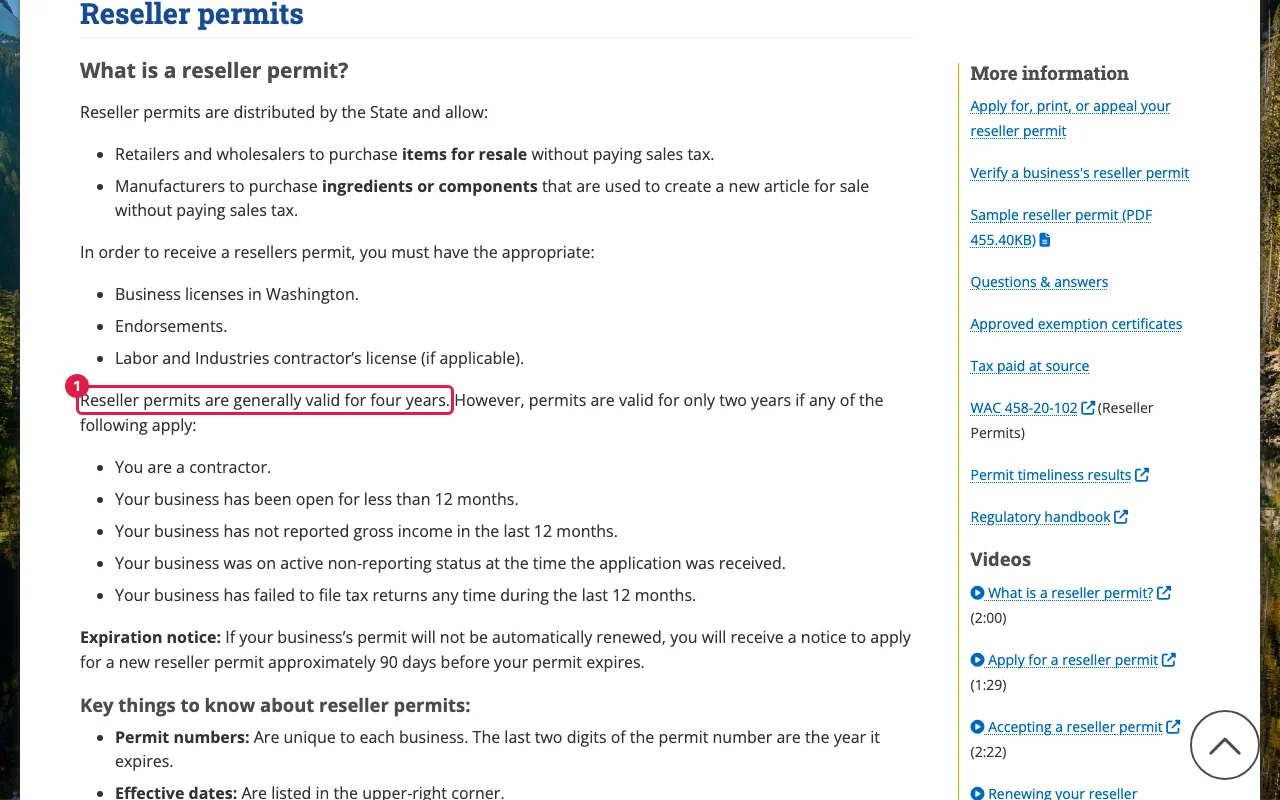 Reseller permits
What is a reseller permit?
Reseller permits are distributed by the State and allow:
Retailers and wholesalers to purchase items for resale without paying sales tax.
Manufacturers to purchase ingredients or components that are used to create a new article for sale
without paying sales tax.
In order to receive a resellers permit, you must have the appropriate:
Business licenses in Washington.
Endorsements.
Labor and Industries contractor’s license (if applicable).
1
Reseller permits are generally valid for four years. However, permits are valid for only two years if any of the
following apply:
You are a contractor.
Your business has been open for less than 12 months.
Your business has not reported gross income in the last 12 months.
Your business was on active non-reporting status at the time the application was received.
Your business has failed to file tax returns any time during the last 12 months.
Expiration notice: If your business’s permit will not be automatically renewed, you will receive a notice to apply
for a new reseller permit approximately 90 days before your permit expires.
Key things to know about reseller permits:
Permit numbers: Are unique to each business. The last two digits of the permit number are the year it
expires.
Effective dates: Are listed in the upper-right corner.
More information
Apply for, print, or appeal your
reseller permit
Verify a business's reseller permit
Sample reseller permit (PDF
455.40KB)
Questions & answers
Approved exemption certificates
Tax paid at source
WAC 458-20-102 (Reseller
Permits)
Permit timeliness results
Regulatory handbook
Videos
What is a reseller permit?
(2:00)
Apply for a reseller permit
(1:29)
Accepting a reseller permit
(2:22)
Renewing your reseller